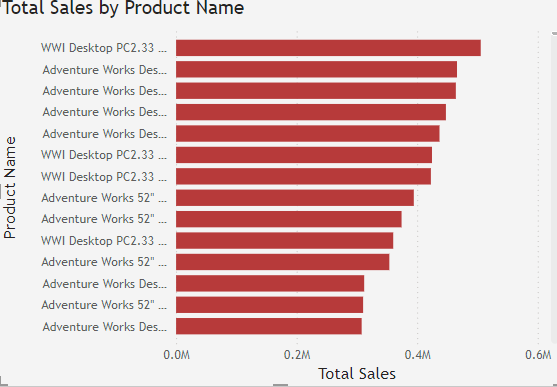 Total Sales by Product Name
Product Name
WWI Desktop PC2.33 ...
Adventure Works Des...
Adventure Works Des...
Adventure Works Des...
Adventure Works Des...
WWI Desktop PC2.33 ...
WWI Desktop PC2.33 ...
Adventure Works 52" ...
Adventure Works 52" ...
WWI Desktop PC2.33 ...
Adventure Works 52" ...
Adventure Works Des...
Adventure Works 52" ...
Adventure Works Des...
0.0M 0.2M 0.4M 0.6M
Total Sales